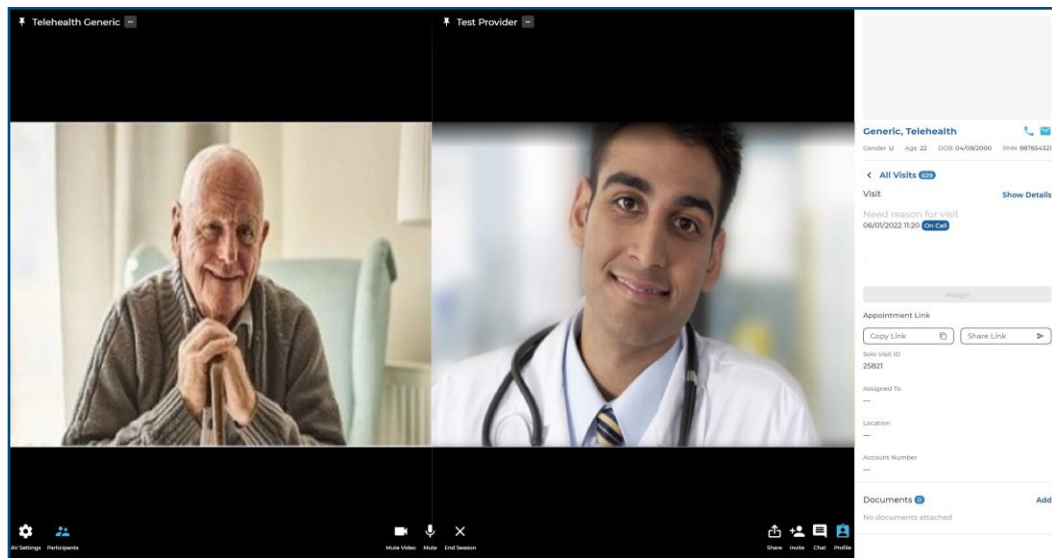 Telehealth Generic
Test Provider
Generic, Telehealth
Gender U Age 22 DOB 04/09/2000 PHN 987654321
All Visits 629
Visit Show Details
Need reason for visit
06/01/2022 11:20 On Call
Assign
Appointment Link
Copy Link Share Link
Solo Visit ID
25821
Assigned To
—
Location
—
Account Number
—
Documents 0 Add
No documents attached
AV Settings Participants Mute Video Mute End Session Share Invite Chat Profile